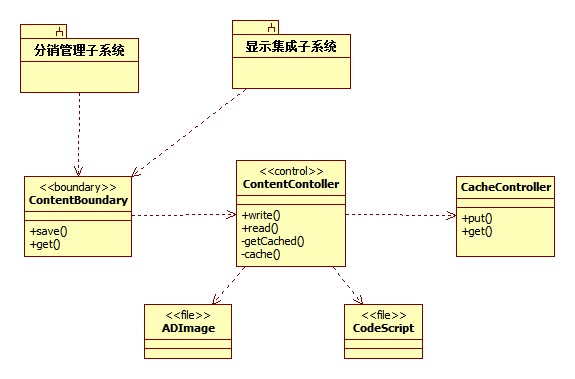 分销管理子系统
显示集成子系统
<<boundary>>
ContentBoundary
+save()
+get()
<<control>>
ContentContoller
+write()
+read()
-getCached()
-cache()
CacheController
+put()
+get()
<<file>>
ADImage
<<file>>
CodeScript